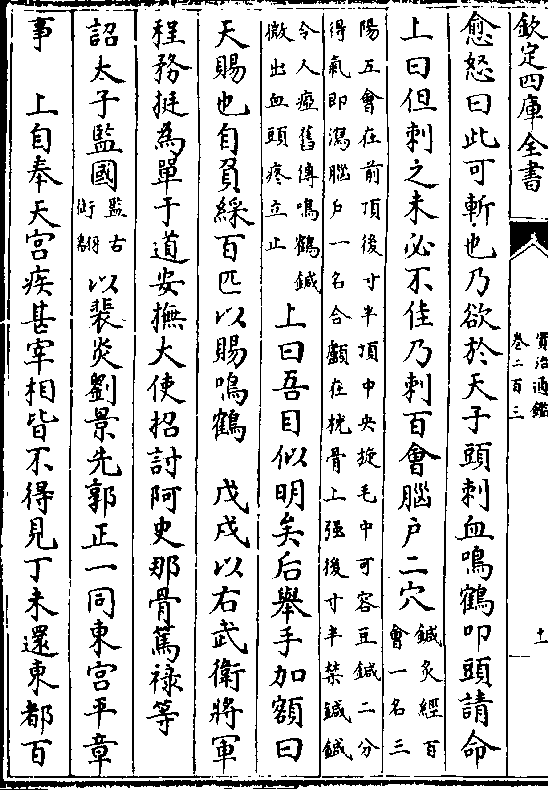 欽定四庫全書
資治通鑑
卷二百三
十一
愈怒曰此可斬也乃欲於天子頭刺血鳴鶴叩頭請命
上曰但刺之未必不佳乃刺百會腦户二穴
鍼灸經百
會一名三
陽五會在前頂後寸半頂中央旋毛中可容豆鍼二分
得氣即瀉腦户一名合顱在枕骨上强後寸半禁鍼鍼
令人瘂舊傳鳴鶴鍼
微出血頭疼立止
上曰吾目似明矣后舉手加額曰
天賜也自負綵百匹以賜鳴鶴　戊戌以右武衛將軍
程務挺為單于道安撫大使招討阿史那骨篤祿等
詔太子監國
監古
銜翻
以裴炎劉景先郭正一同東宫平章
事　上自奉天宫疾甚宰相皆不得見丁未還東都百